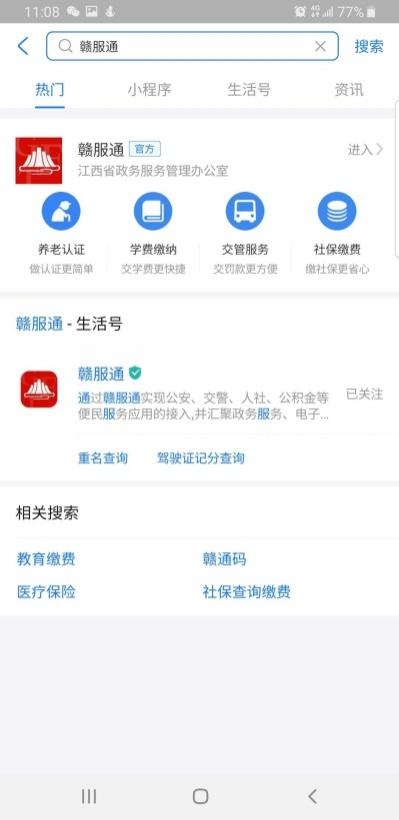 11:08 4G 77%
赣服通 搜索
热门 小程序 生活号 资讯
赣服通 官方 进入
江西省政务服务管理办公室
养老认证 学费缴纳 交管服务 社保缴费
做认证更简单 交学费更快捷 交罚款更方便 缴社保更省心
赣服通 - 生活号
赣服通
通过赣服通实现公安、交警、人社、公积金等 已关注
便民服务应用的接入,并汇聚政务服务、电子...
重名查询 驾驶证记分查询
相关搜索
教育缴费 赣通码
医疗保险 社保查询缴费